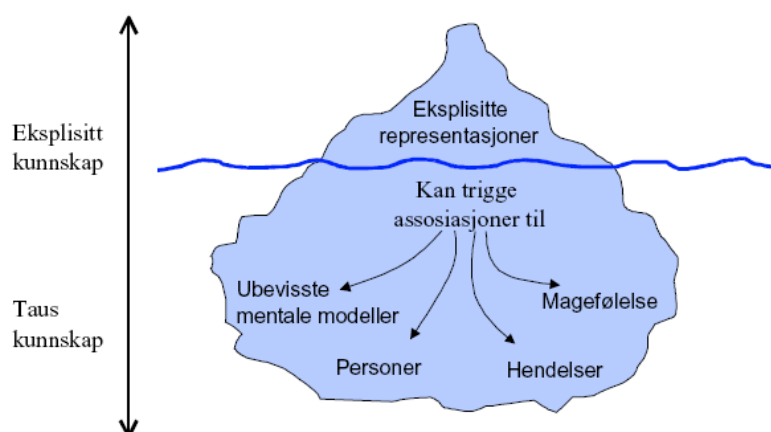 Eksplisitte
representasjoner
Eksplisitt
kunnskap
Kan trigge
assosiasjoner til
Ubevisste
mentale modeller
Magefølelse
Taus
kunnskap
Personer
Hendelser